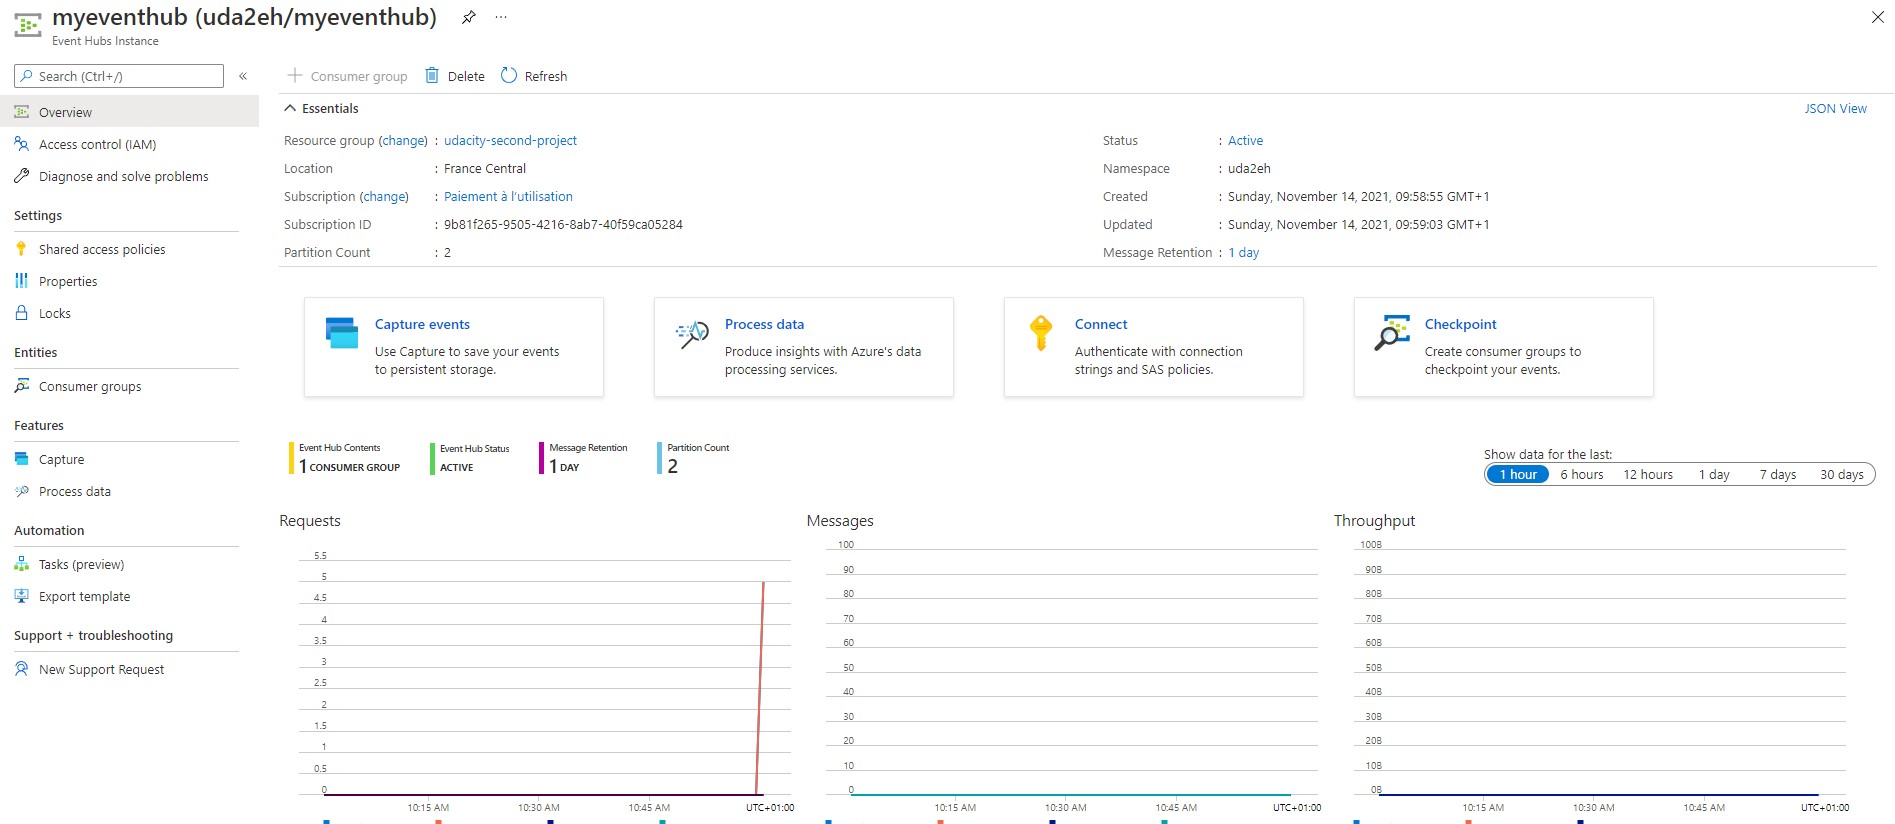 myeventhub (uda2eh/myeventhub)
Event Hubs Instance
Search (Ctrl+/)
Overview
Access control (IAM)
Diagnose and solve problems
Settings
Shared access policies
Properties
Locks
Entities
Consumer groups
Features
Capture
Process data
Automation
Tasks (preview)
Export template
Support + troubleshooting
New Support Request
Consumer group Delete Refresh
Essentials JSON View
Resource group (change) : udacity-second-project
Location : France Central
Subscription (change) : Paiement à l'utilisation
Subscription ID : 9b81f265-9505-4216-8ab7-40f59ca05284
Partition Count : 2
Status : Active
Namespace : uda2eh
Created : Sunday, November 14, 2021, 09:58:55 GMT+1
Updated : Sunday, November 14, 2021, 09:59:03 GMT+1
Message Retention : 1 day
Capture events
Use Capture to save your events
to persistent storage.
Process data
Produce insights with Azure's data
processing services.
Connect
Authenticate with connection
strings and SAS policies.
Checkpoint
Create consumer groups to
checkpoint your events.
Event Hub Contents
1 CONSUMER GROUP
Event Hub Status
ACTIVE
Message Retention
1 DAY
Partition Count
2
Show data for the last:
1 hour 6 hours 12 hours 1 day 7 days 30 days
Requests
5.5
5
4.5
4
3.5
3
2.5
2
1.5
1
0.5
0
10:15 AM 10:30 AM 10:45 AM UTC+01:00
Messages
100
90
80
70
60
50
40
30
20
10
0
10:15 AM 10:30 AM 10:45 AM UTC+01:00
Throughput
100B
90B
80B
70B
60B
50B
40B
30B
20B
10B
0B
10:15 AM 10:30 AM 10:45 AM UTC+01:00